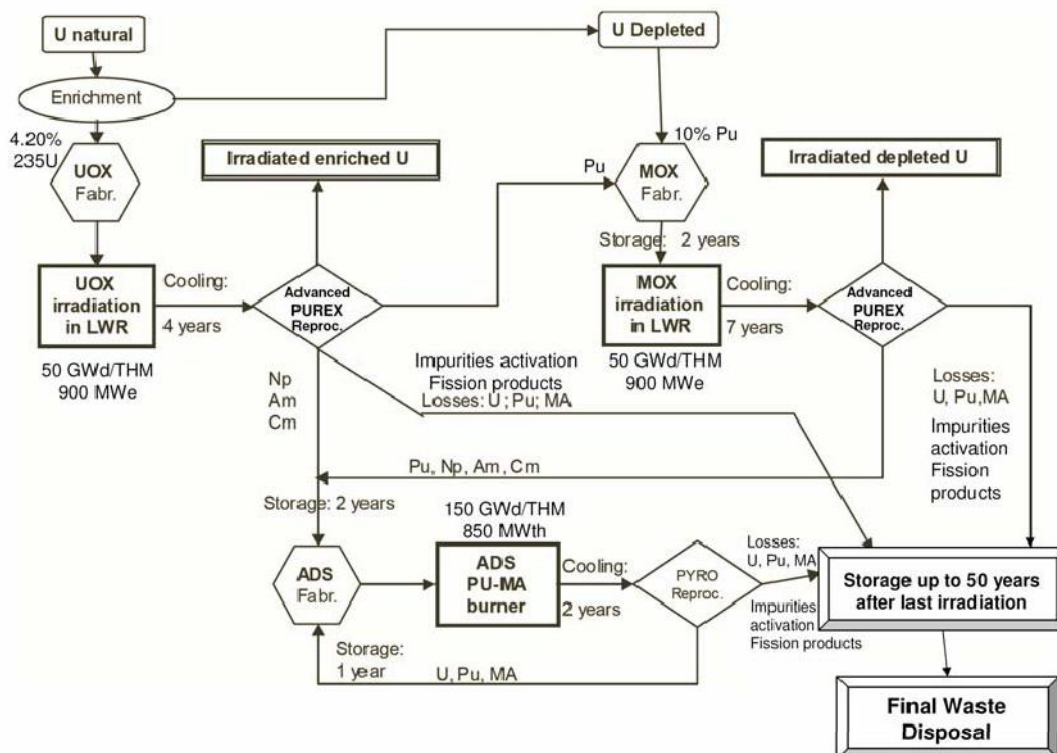 U natural
U Depleted
Enrichment
4.20%
235U
10% Pu
UOX
Fabr.
Irradiated enriched U
Pu
MOX
Fabr.
Irradiated depleted U
Storage: 2 years
UOX
irradiation
in LWR
Cooling:
4 years
Advanced
PUREX
Reproc.
MOX
irradiation
in LWR
Cooling:
7 years
Advanced
PUREX
Reproc.
50 GWd/THM
900 MWe
50 GWd/THM
900 MWe
Np
Am
Cm
Impurities activation
Fission products
Losses: U ; Pu; MA
Losses:
U, Pu,MA
Impurities
activation
Fission
products
Pu, Np, Am, Cm
Storage: 2 years
150 GWd/THM
850 MWth
ADS
Fabr.
ADS
PU-MA
burner
Cooling:
2 years
PYRO
Reproc.
Losses:
U, Pu, MA
Impurities
activation
Fission products
Storage up to 50 years
after last irradiation
Storage:
1 year
U, Pu, MA
Final Waste
Disposal